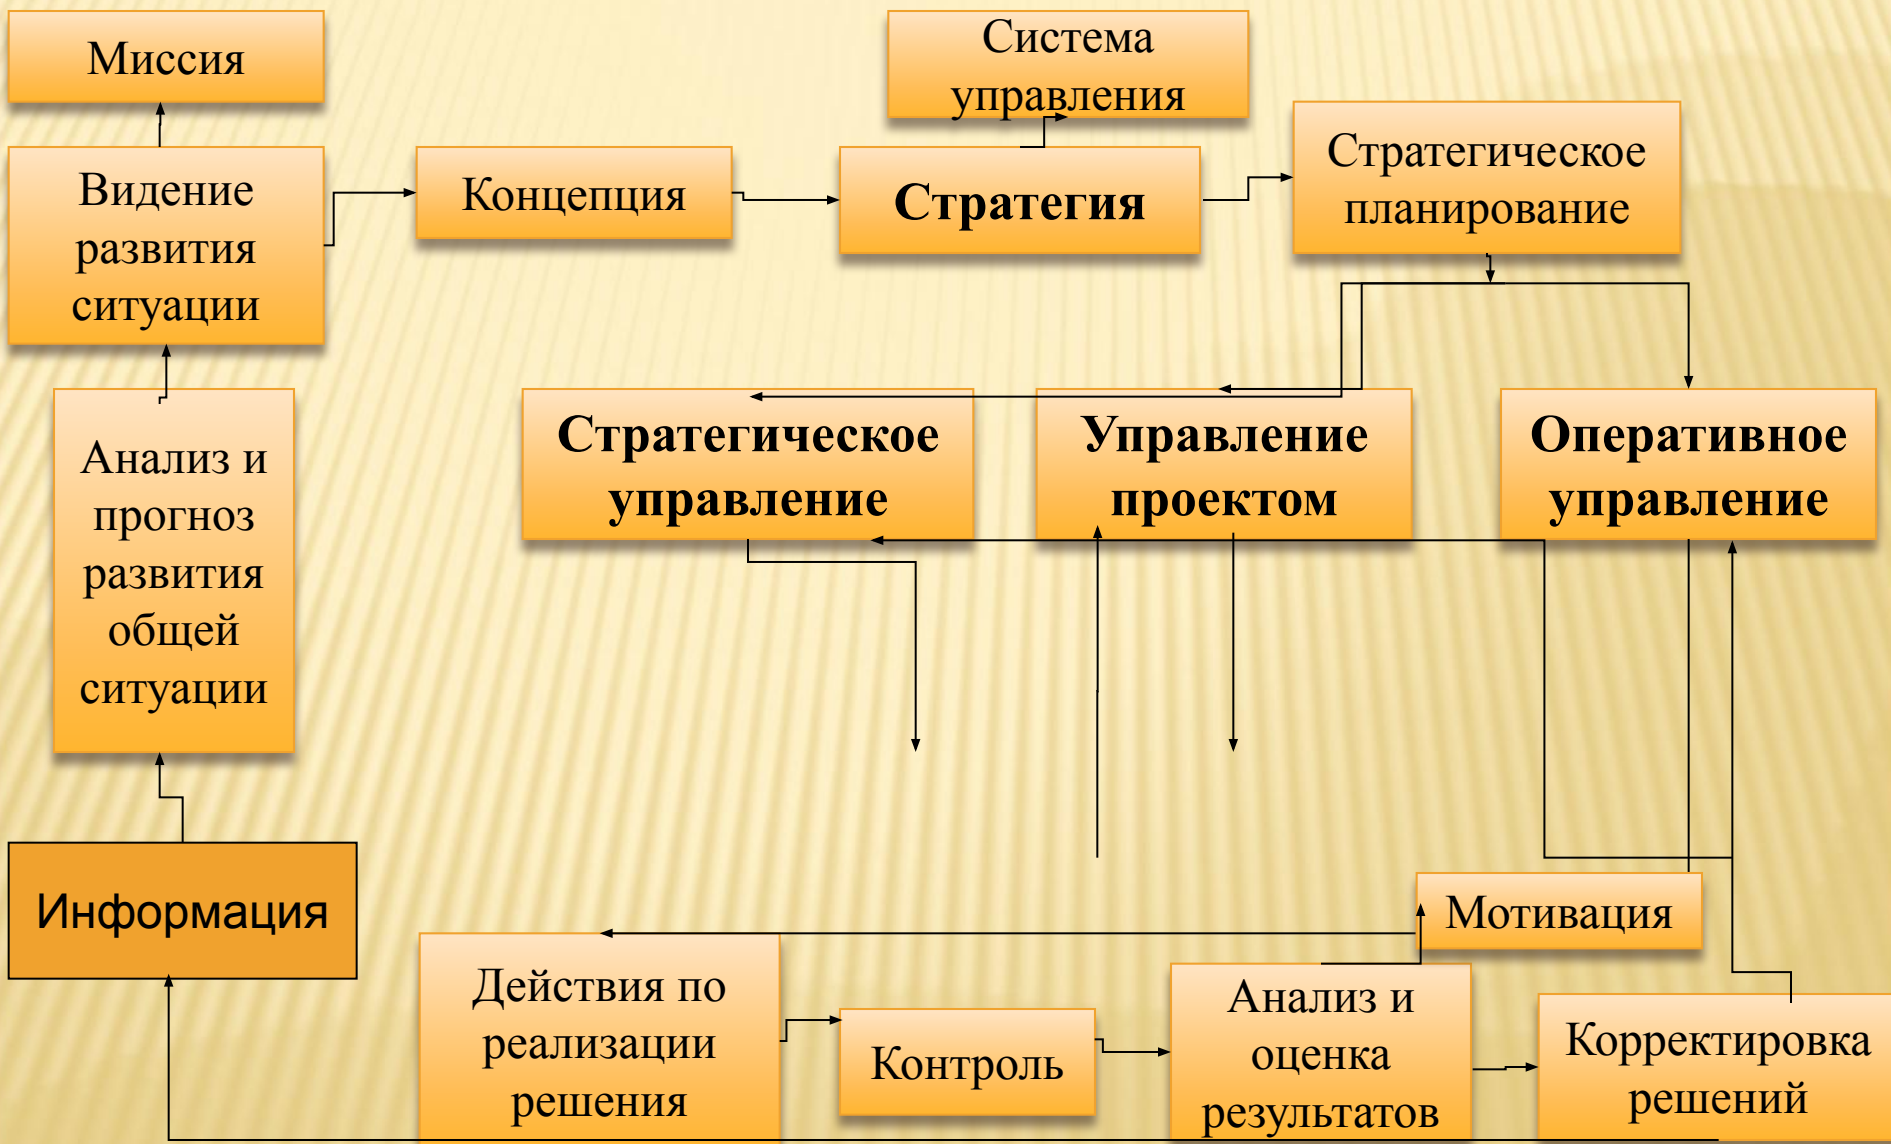 Миссия
Система
управления
Видение
развития
ситуации
Концепция
Стратегия
Стратегическое
планирование
Анализ и
прогноз
развития
общей
ситуации
Стратегическое
управление
Управление
проектом
Оперативное
управление
Информация
Мотивация
Действия по
реализации
решения
Контроль
Анализ и
оценка
результатов
Корректировка
решений